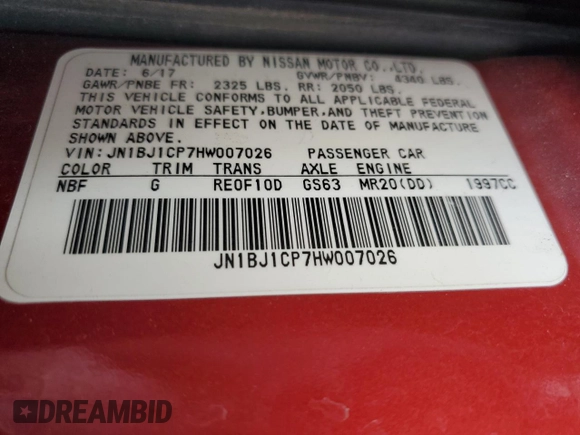 MANUFACTURED BY NISSAN MOTOR CO.,LTD.
DATE: 6/17 GVWR/PNBV: 4340 LBS.
GAWR/PNBE FR: 2325 LBS. RR: 2050 LBS.
THIS VEHICLE CONFORMS TO ALL APPLICABLE FEDERAL
MOTOR VEHICLE SAFETY,BUMPER,AND THEFT PREVENTION
STANDARDS IN EFFECT ON THE DATE OF MANUFACTURE
SHOWN ABOVE.
VIN: JN1BJ1CP7HW007026 PASSENGER CAR
COLOR TRIM TRANS AXLE ENGINE
NBF G RE0F10D GS63 MR20(DD) 1997CC
JN1BJ1CP7HW007026
DREAMBID